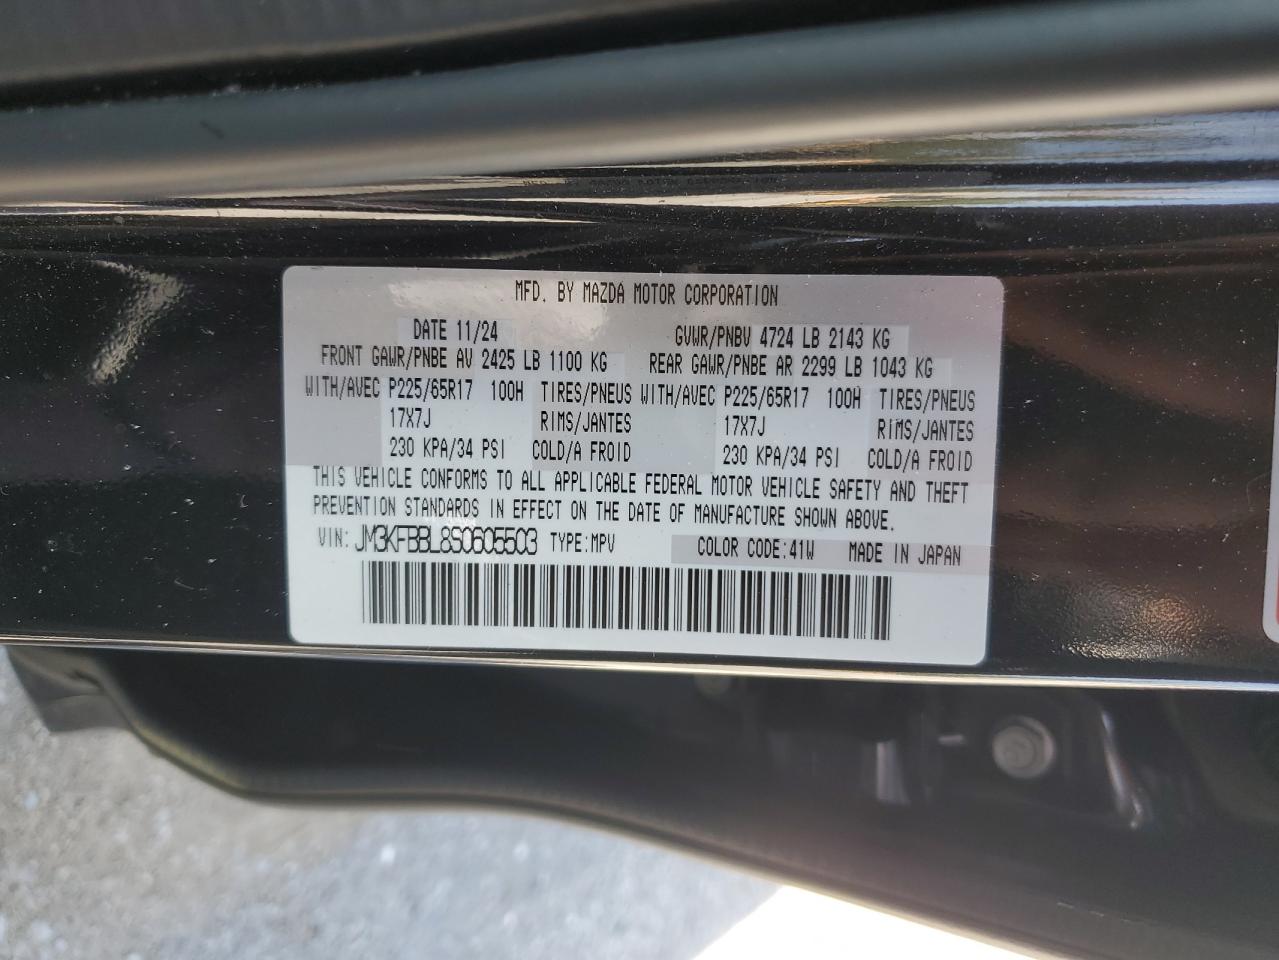 MFD. BY MAZDA MOTOR CORPORATION
DATE 11/24 GVWR/PNBV 4724 LB 2143 KG
FRONT GAWR/PNBE AV 2425 LB 1100 KG REAR GAWR/PNBE AR 2299 LB 1043 KG
WITH/AVEC P225/65R17 100H TIRES/PNEUS WITH/AVEC P225/65R17 100H TIRES/PNEUS
17X7J RIMS/JANTES 17X7J RIMS/JANTES
230 KPA/34 PSI COLD/A FROID 230 KPA/34 PSI COLD/A FROID
THIS VEHICLE CONFORMS TO ALL APPLICABLE FEDERAL MOTOR VEHICLE SAFETY AND THEFT
PREVENTION STANDARDS IN EFFECT ON THE DATE OF MANUFACTURE SHOWN ABOVE.
VIN: JM3KFBBL8S0605503 TYPE:MPV COLOR CODE:41W MADE IN JAPAN